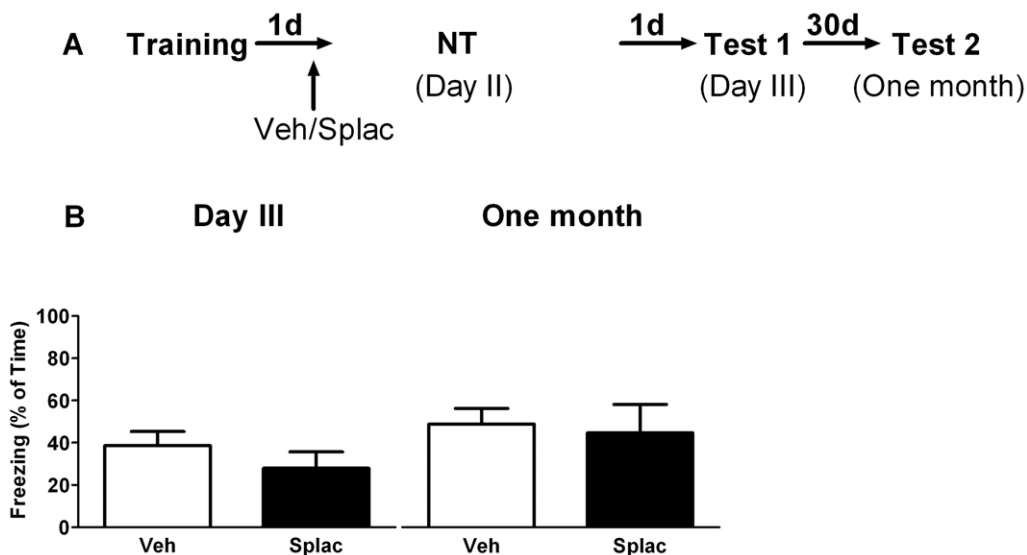 A Training 1d NT 1d Test 1 30d Test 2
(Day II) (Day III) (One month)
Veh/Splac
B Day III One month
Freezing (% of Time)
100
80
60
40
20
0
Veh Splac Veh Splac